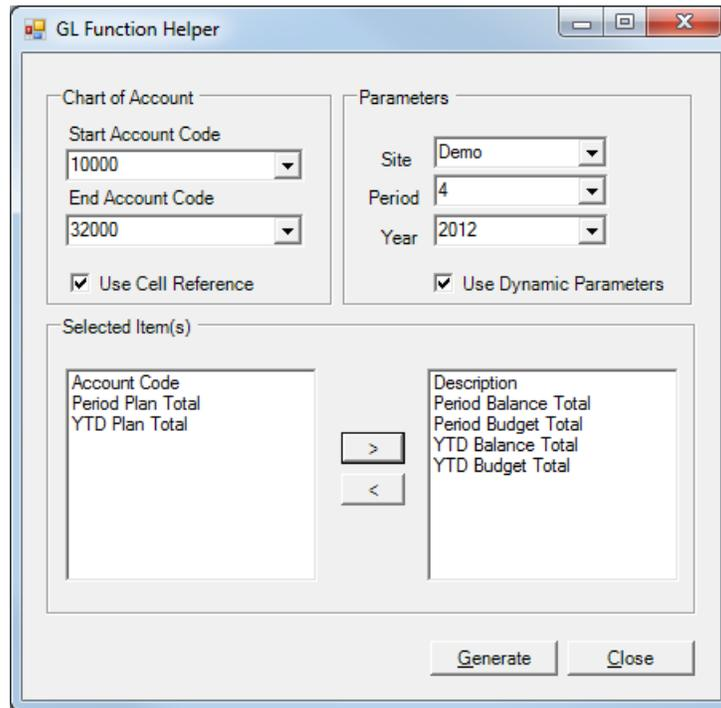 GL Function Helper
Chart of Account
Start Account Code
10000
End Account Code
32000
Use Cell Reference
Parameters
Site Demo
Period 4
Year 2012
Use Dynamic Parameters
Selected Item(s)
Account Code
Period Plan Total
YTD Plan Total
>
<
Description
Period Balance Total
Period Budget Total
YTD Balance Total
YTD Budget Total
Generate Close